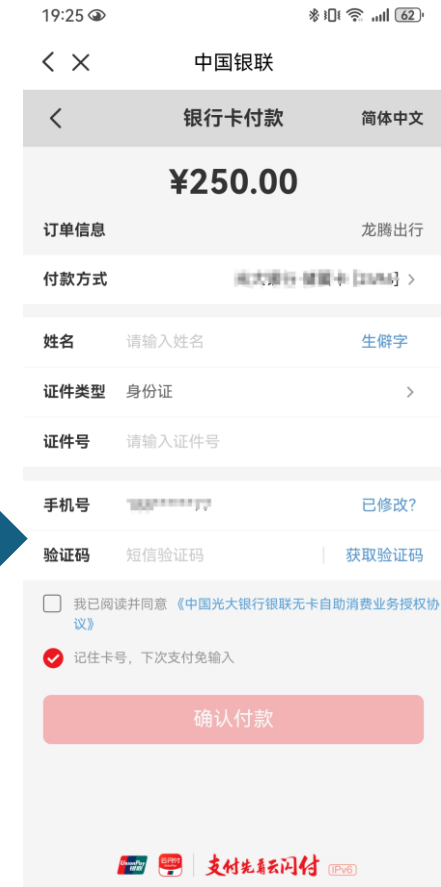 19:25
62
中国银联
银行卡付款 简体中文
¥250.00
订单信息 龙腾出行
付款方式
姓名 请输入姓名 生僻字
证件类型 身份证
证件号 请输入证件号
手机号 已修改?
验证码 短信验证码 获取验证码
我已阅读并同意《中国光大银行银联无卡自助消费业务授权协
议》
记住卡号，下次支付免输入
确认付款
UnionPay 银联 云闪付 支付先看云闪付 IPv6